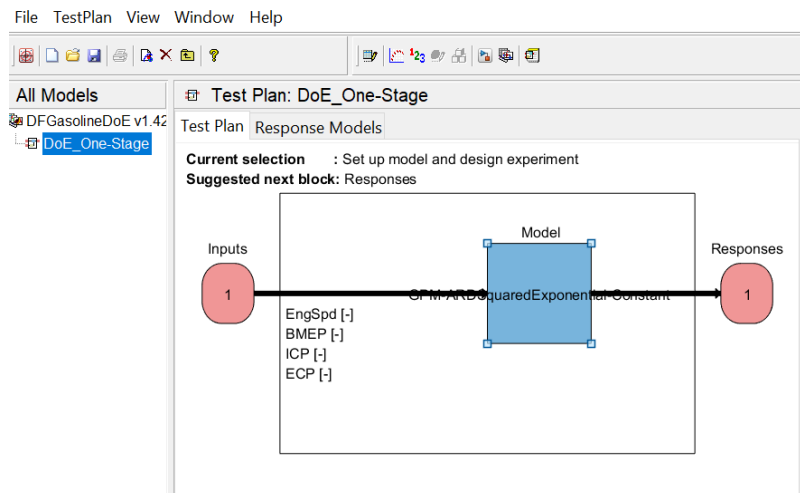 File TestPlan View Window Help
All Models
DFGasolineDoE v1.42
DoE_One-Stage
Test Plan: DoE_One-Stage
Test Plan Response Models
Current selection : Set up model and design experiment
Suggested next block: Responses
Model
Inputs
Responses
1
GPM-ARDSquaredExponential-Constant
1
EngSpd [-]
BMEP [-]
ICP [-]
ECP [-]